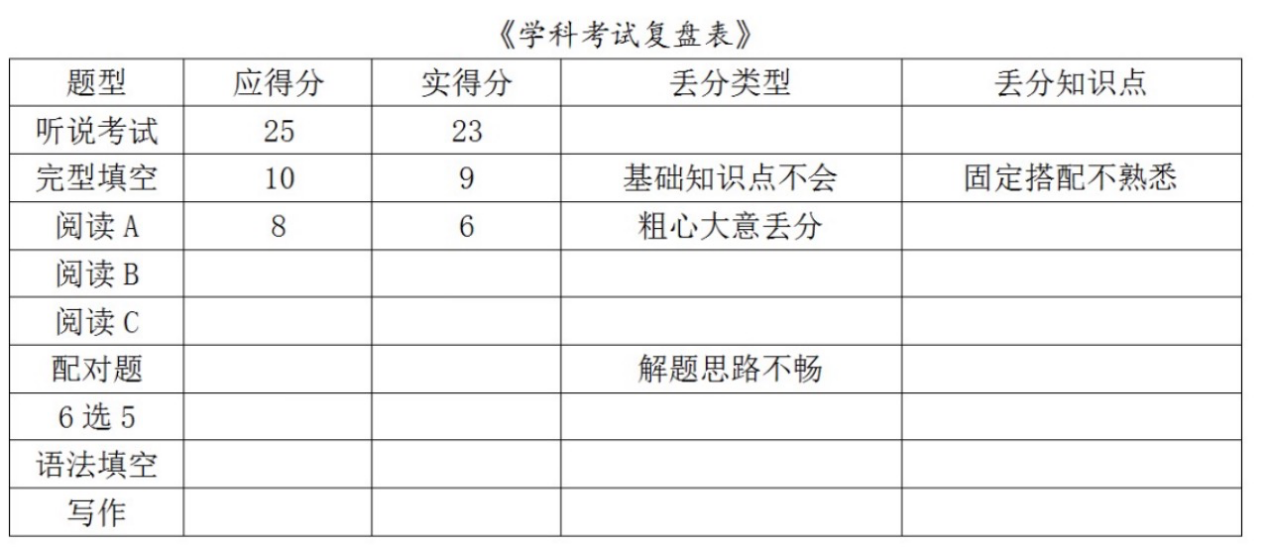 《学科考试复盘表》
题型 应得分 实得分 丢分类型 丢分知识点
听说考试 25 23
完型填空 10 9 基础知识点不会 固定搭配不熟悉
阅读 A 8 6 粗心大意丢分
阅读 B
阅读 C
配对题 解题思路不畅
6 选 5
语法填空
写作